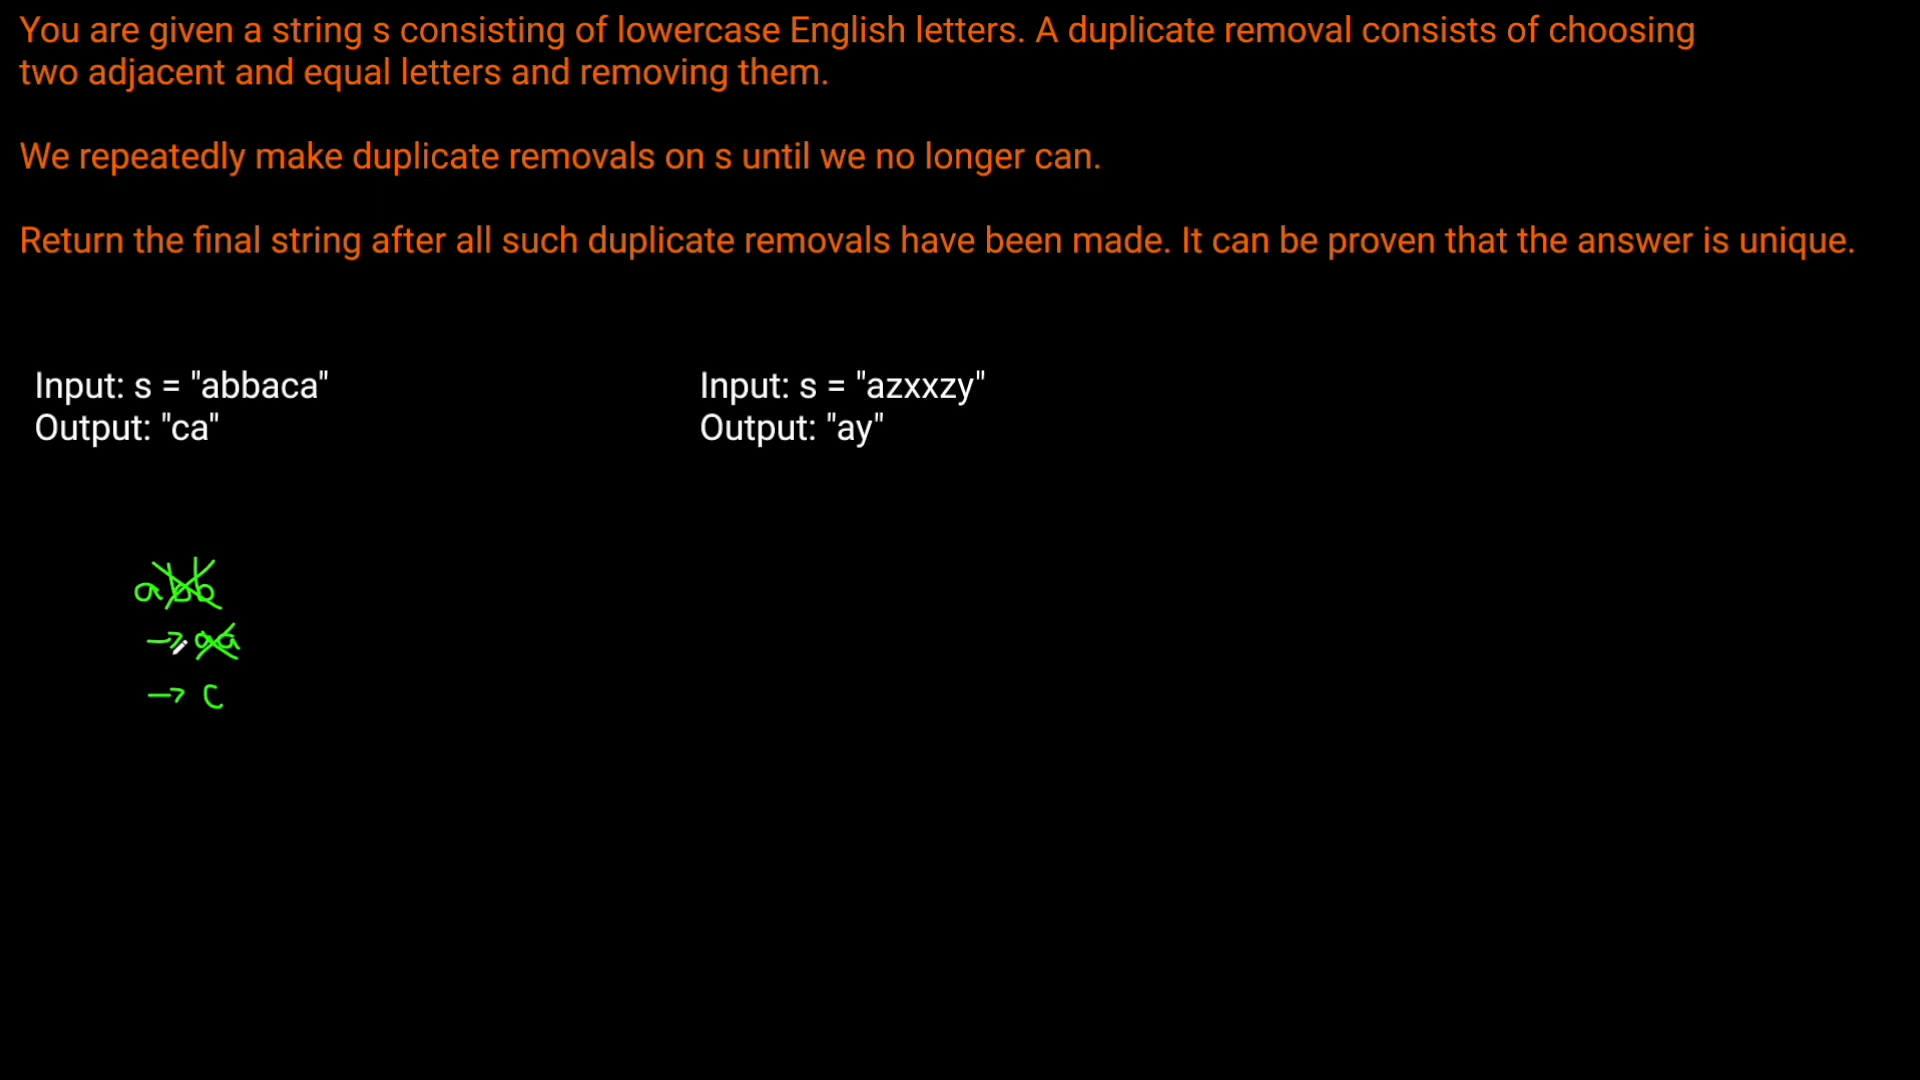 You are given a string s consisting of lowercase English letters. A duplicate removal consists of choosing
two adjacent and equal letters and removing them.
We repeatedly make duplicate removals on s until we no longer can.
Return the final string after all such duplicate removals have been made. It can be proven that the answer is unique.
Input: s = "abbaca"
Output: "ca"
Input: s = "azxxzy"
Output: "ay"
abb
→ aa
→ c